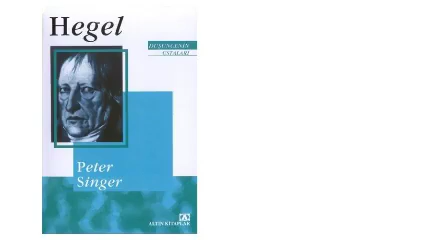 Hegel
DÜŞÜNCENİN
USTALARI
Peter
Singer
ALTIN KİTAPLAR